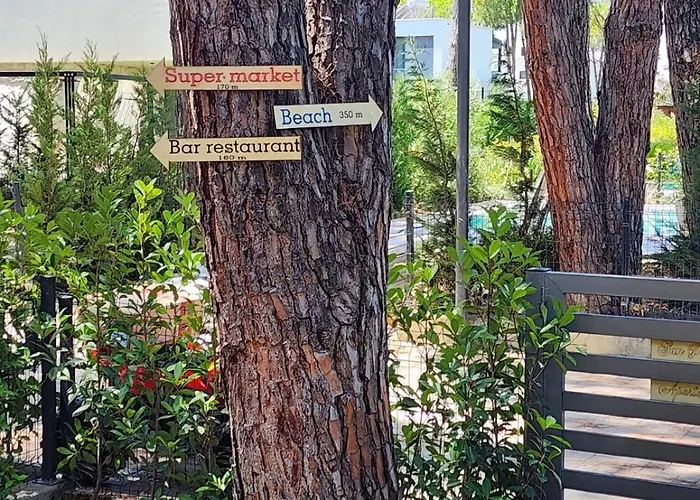 Super market
170 m
Beach 350 m
Bar restaurant
160 m